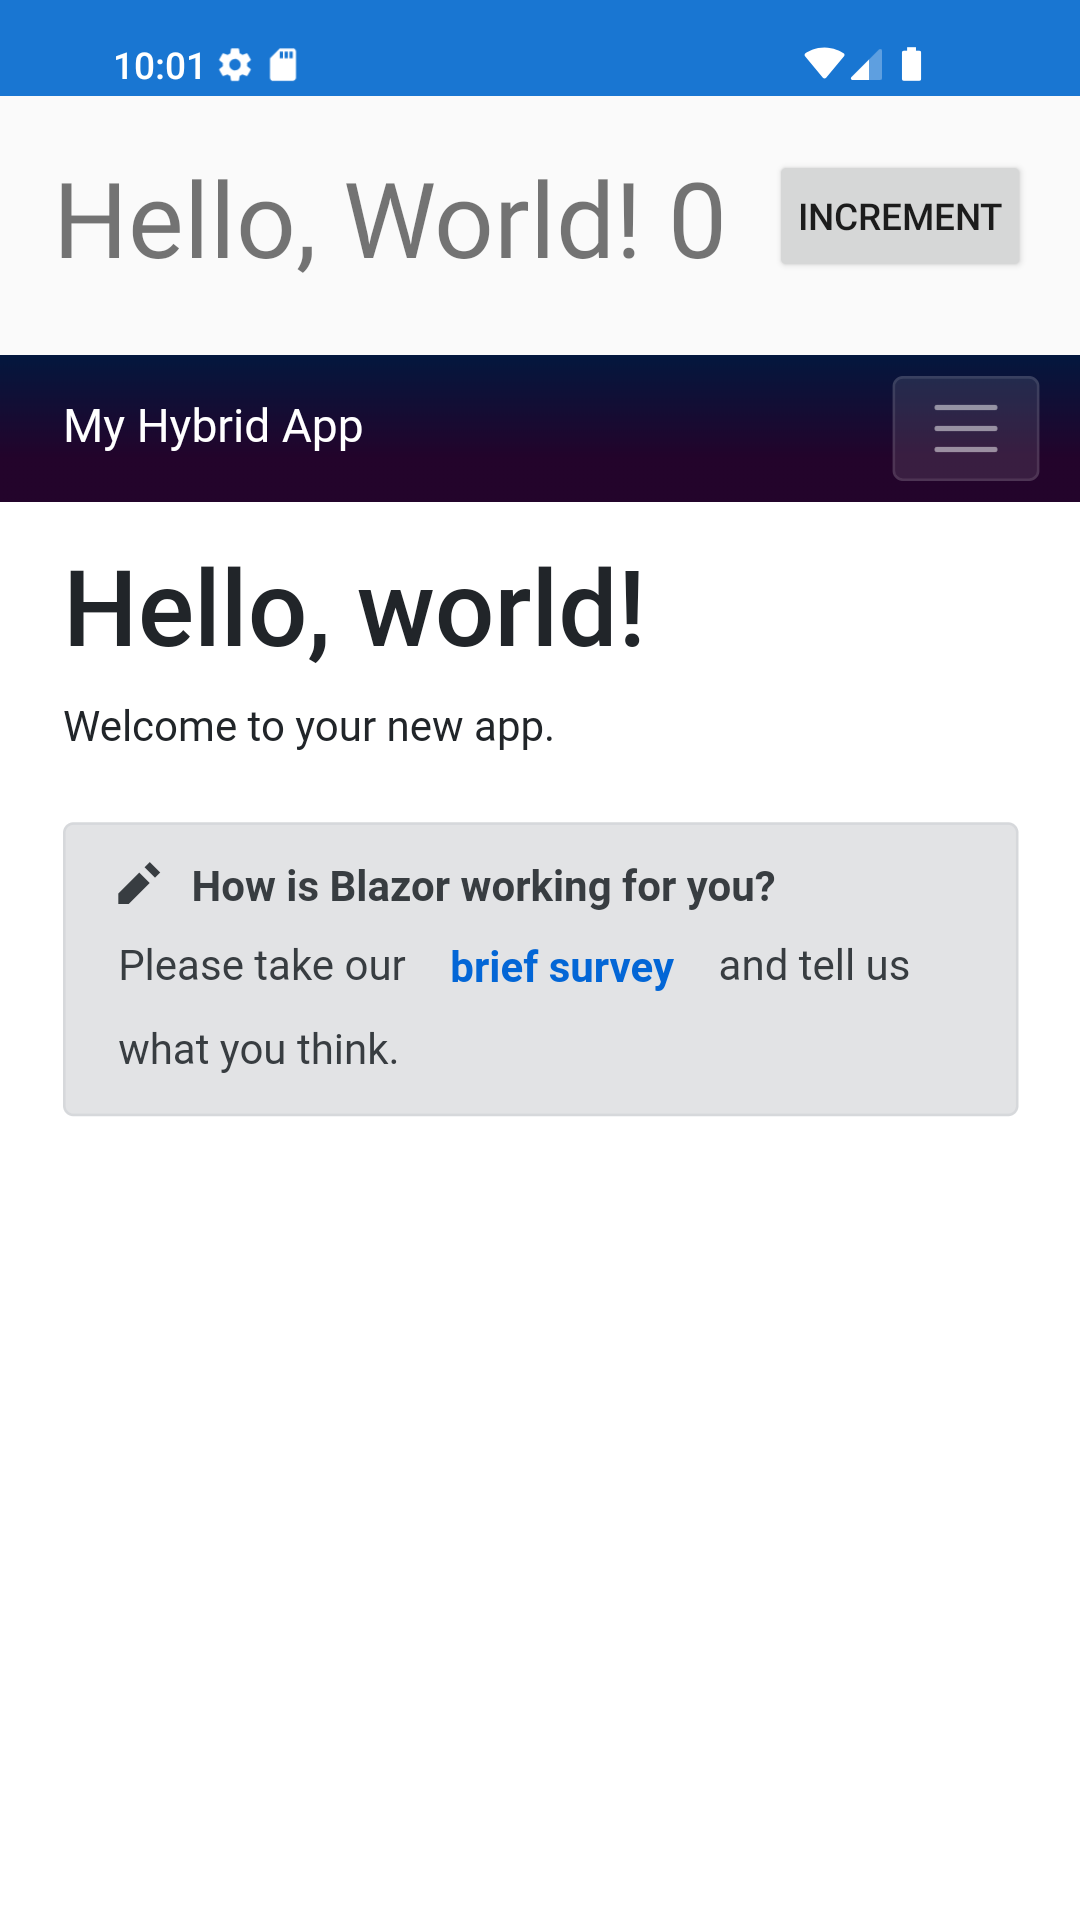 10:01
Hello, World! 0
INCREMENT
My Hybrid App
Hello, world!
Welcome to your new app.
How is Blazor working for you?
Please take our brief survey and tell us
what you think.